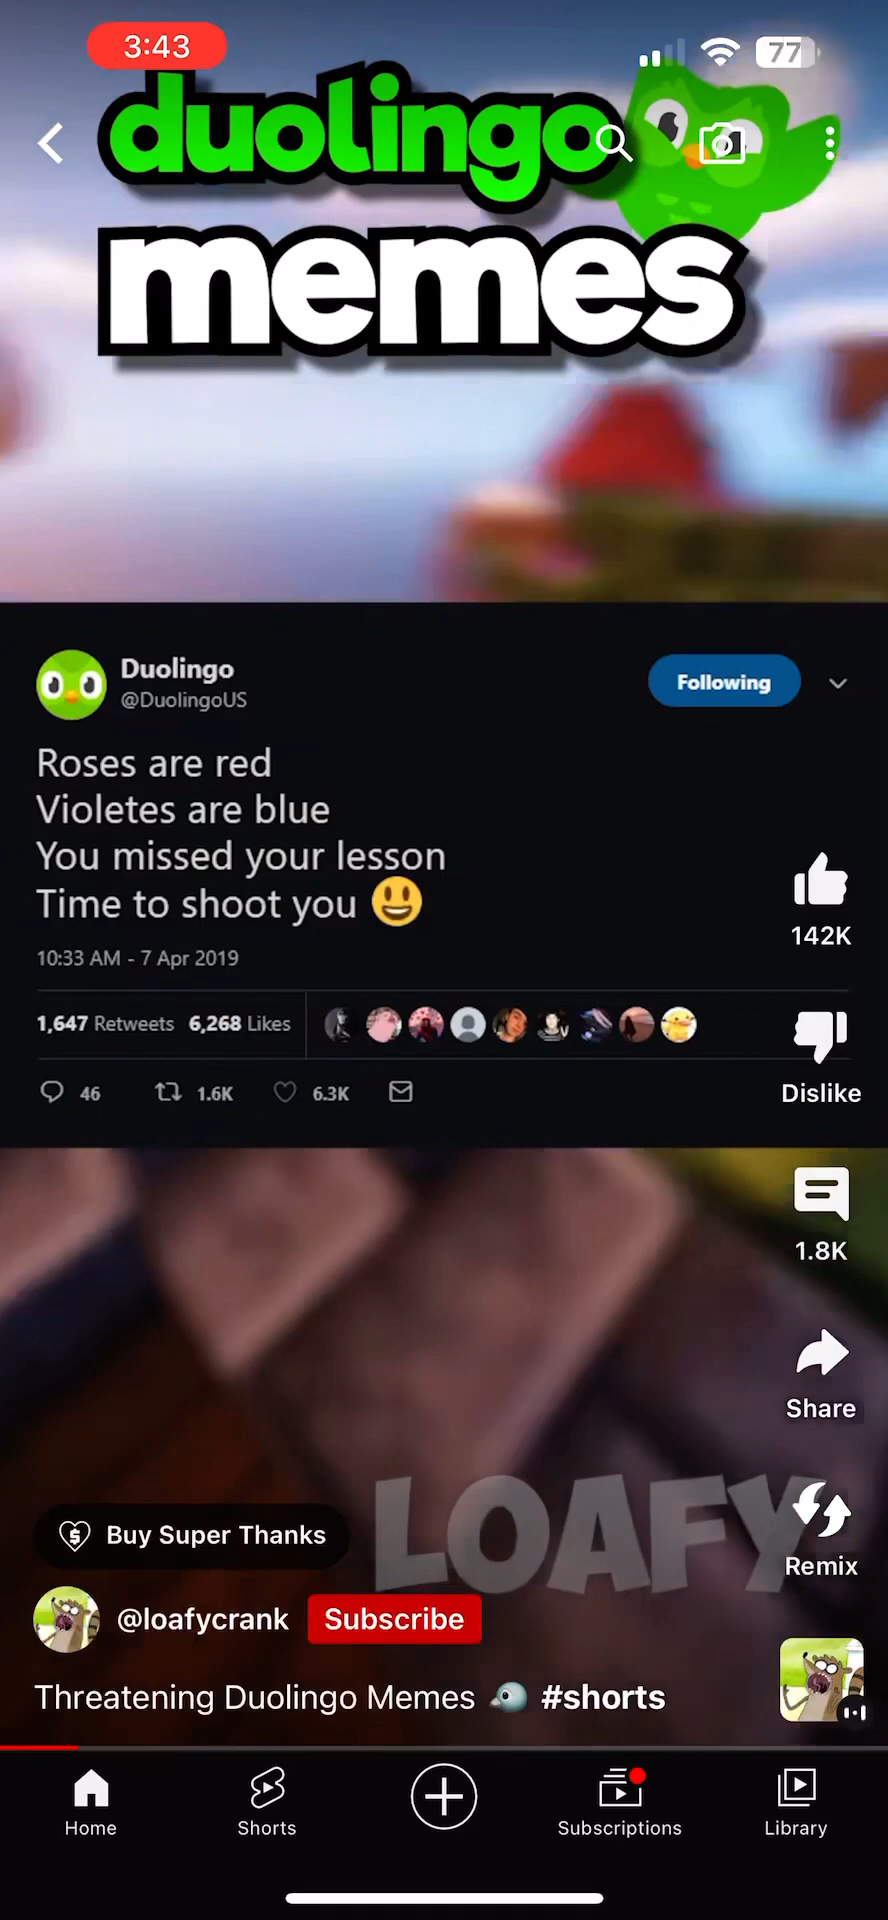 3:43
77
duolingo
memes
Duolingo
@DuolingoUS
Following
Roses are red
Violetes are blue
You missed your lesson
Time to shoot you 😃
10:33 AM - 7 Apr 2019
1,647 Retweets 6,268 Likes
46 1.6K 6.3K
142K
Dislike
1.8K
Share
LOAFY
Remix
Buy Super Thanks
@loafycrank Subscribe
Threatening Duolingo Memes 🐦 #shorts
Home Shorts Subscriptions Library